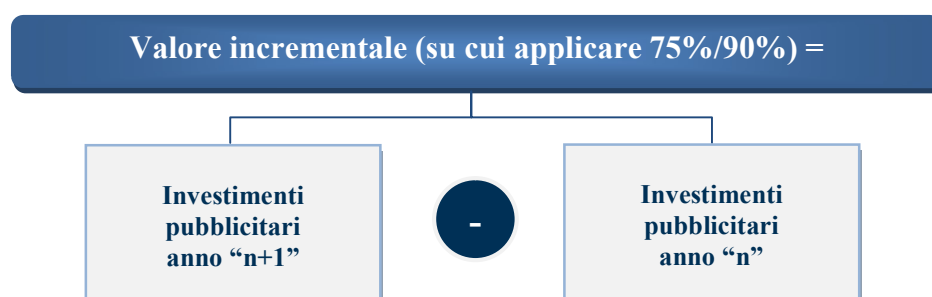 Valore incrementale (su cui applicare 75%/90%) =
Investimenti
pubblicitari
anno “n+1”
-
Investimenti
pubblicitari
anno “n”